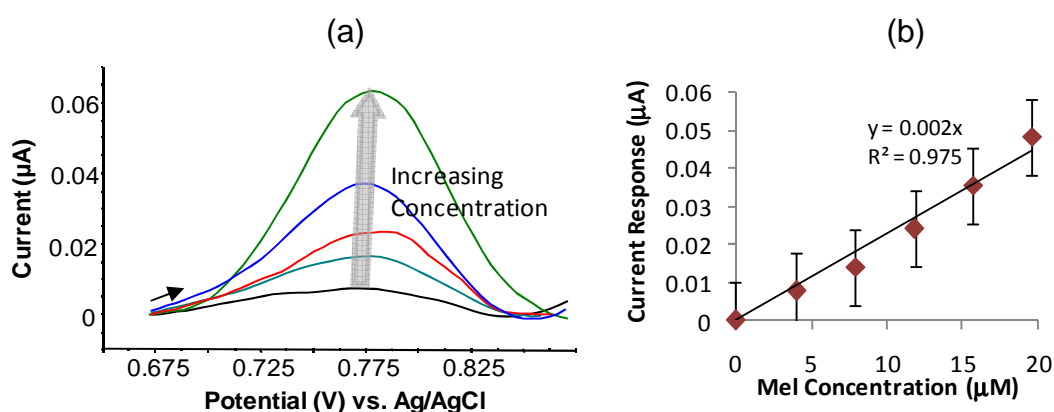 (a)
Current (µA)
0.06
0.04
0.02
0
Increasing
Concentration
0.675
0.725
0.775
0.825
Potential (V) vs. Ag/AgCl
(b)
Current Response (µA)
0.06
0.05
0.04
0.03
0.02
0.01
0
y = 0.002x
R² = 0.975
0
5
10
15
20
Mel Concentration (µM)